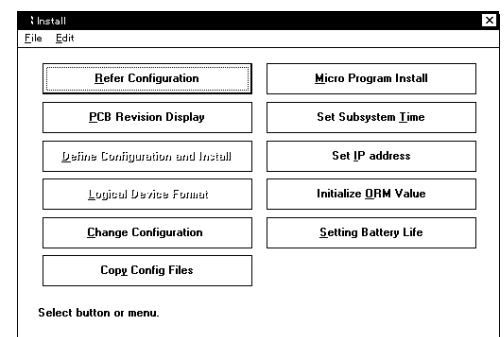 Install
File Edit
Refer Configuration
Micro Program Install
PCB Revision Display
Set Subsystem Time
Define Configuration and Install
Set IP address
Logical Device Format
Initialize ORM Value
Change Configuration
Setting Battery Life
Copy Config Files
Select button or menu.